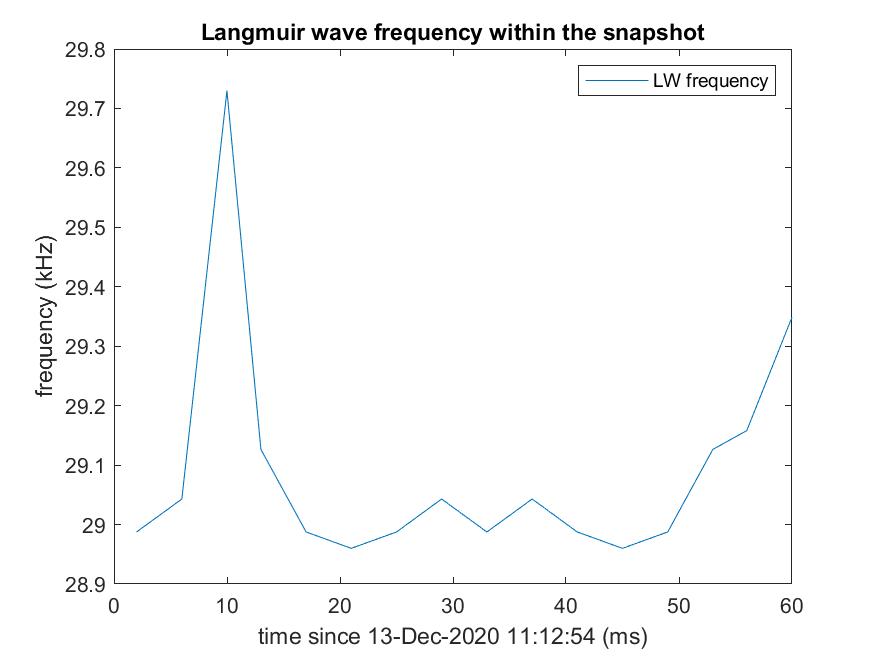 Langmuir wave frequency within the snapshot
LW frequency
29.8
29.7
29.6
29.5
29.4
29.3
29.2
29.1
29
28.9
frequency (kHz)
0 10 20 30 40 50 60
time since 13-Dec-2020 11:12:54 (ms)